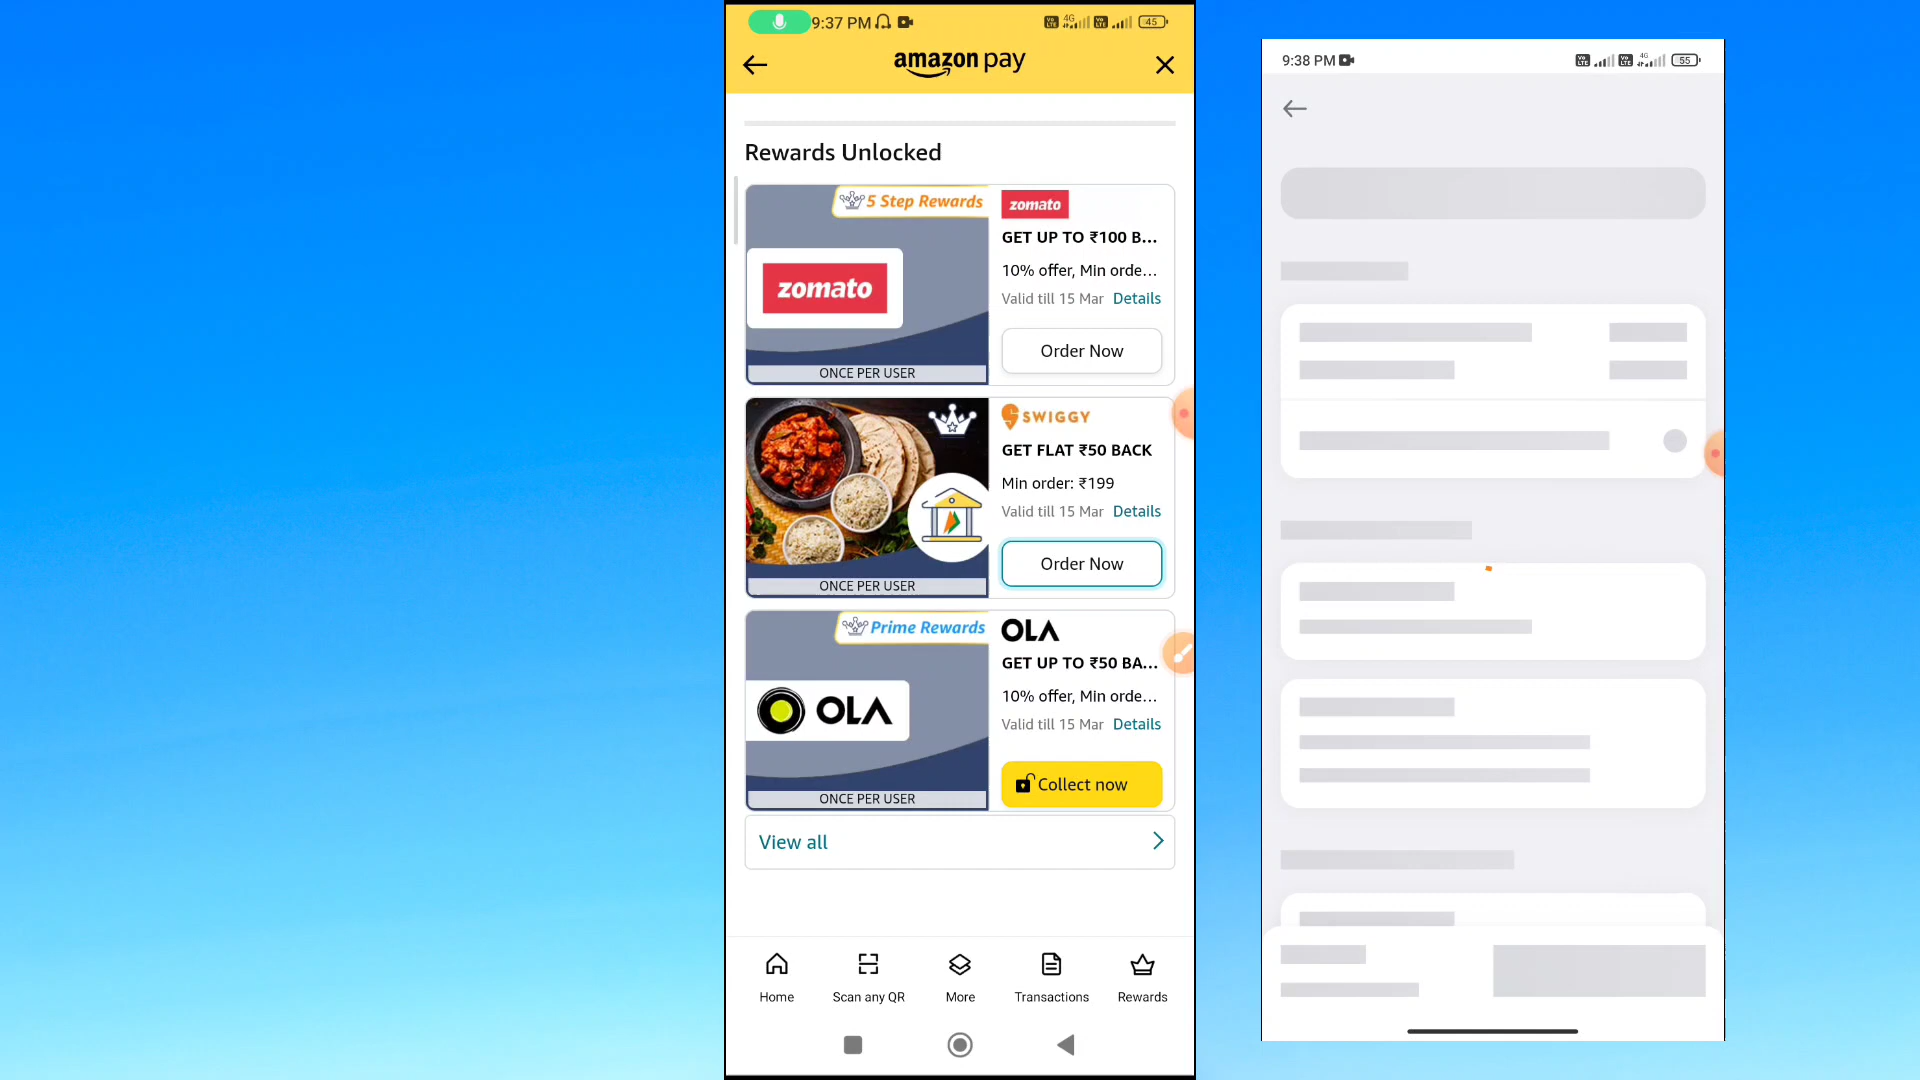 9:37 PM
4G
45
amazon pay
Rewards Unlocked
5 Step Rewards
zomato
ONCE PER USER
zomato
GET UP TO ₹100 B...
10% offer, Min orde...
Valid till 15 Mar Details
Order Now
ONCE PER USER
SWIGGY
GET FLAT ₹50 BACK
Min order: ₹199
Valid till 15 Mar Details
Order Now
Prime Rewards
OLA
ONCE PER USER
OLA
GET UP TO ₹50 BA...
10% offer, Min orde...
Valid till 15 Mar Details
Collect now
View all
Home
Scan any QR
More
Transactions
Rewards
9:38 PM
4G
55